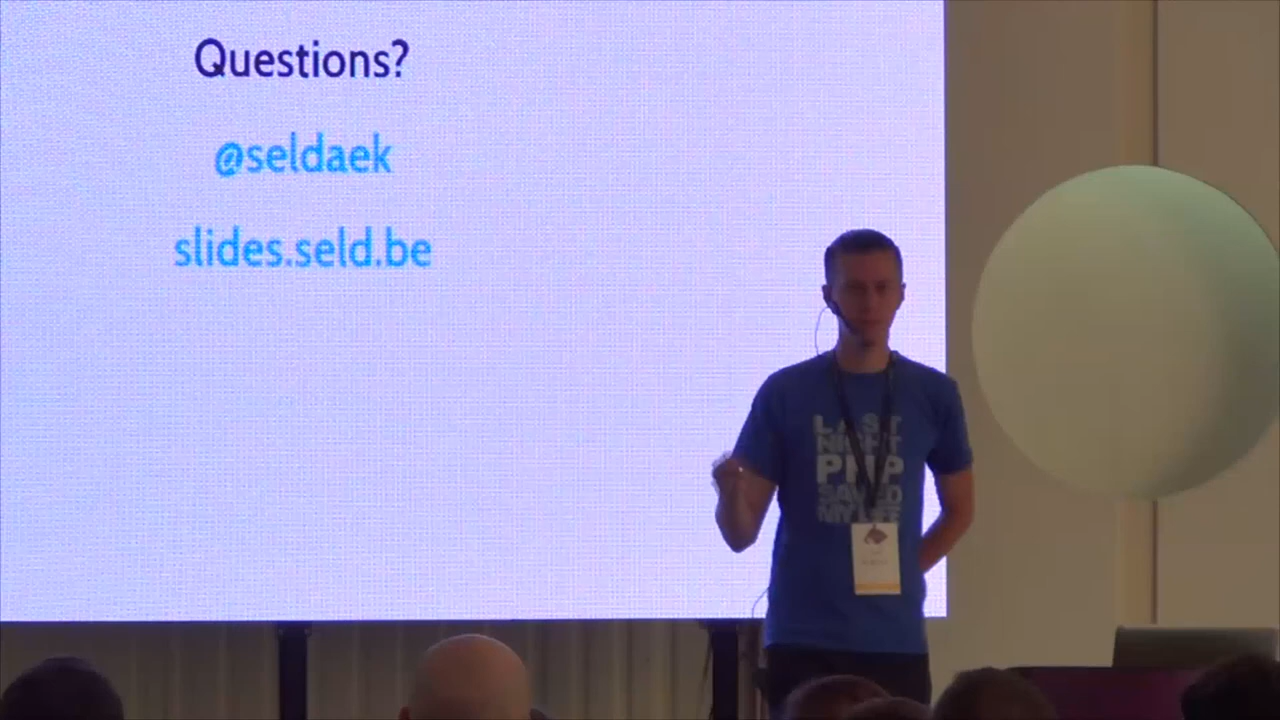 Questions?
@seldaek
slides.seld.be
LAST
NIGHT
PHP
SAVED
MY LIFE